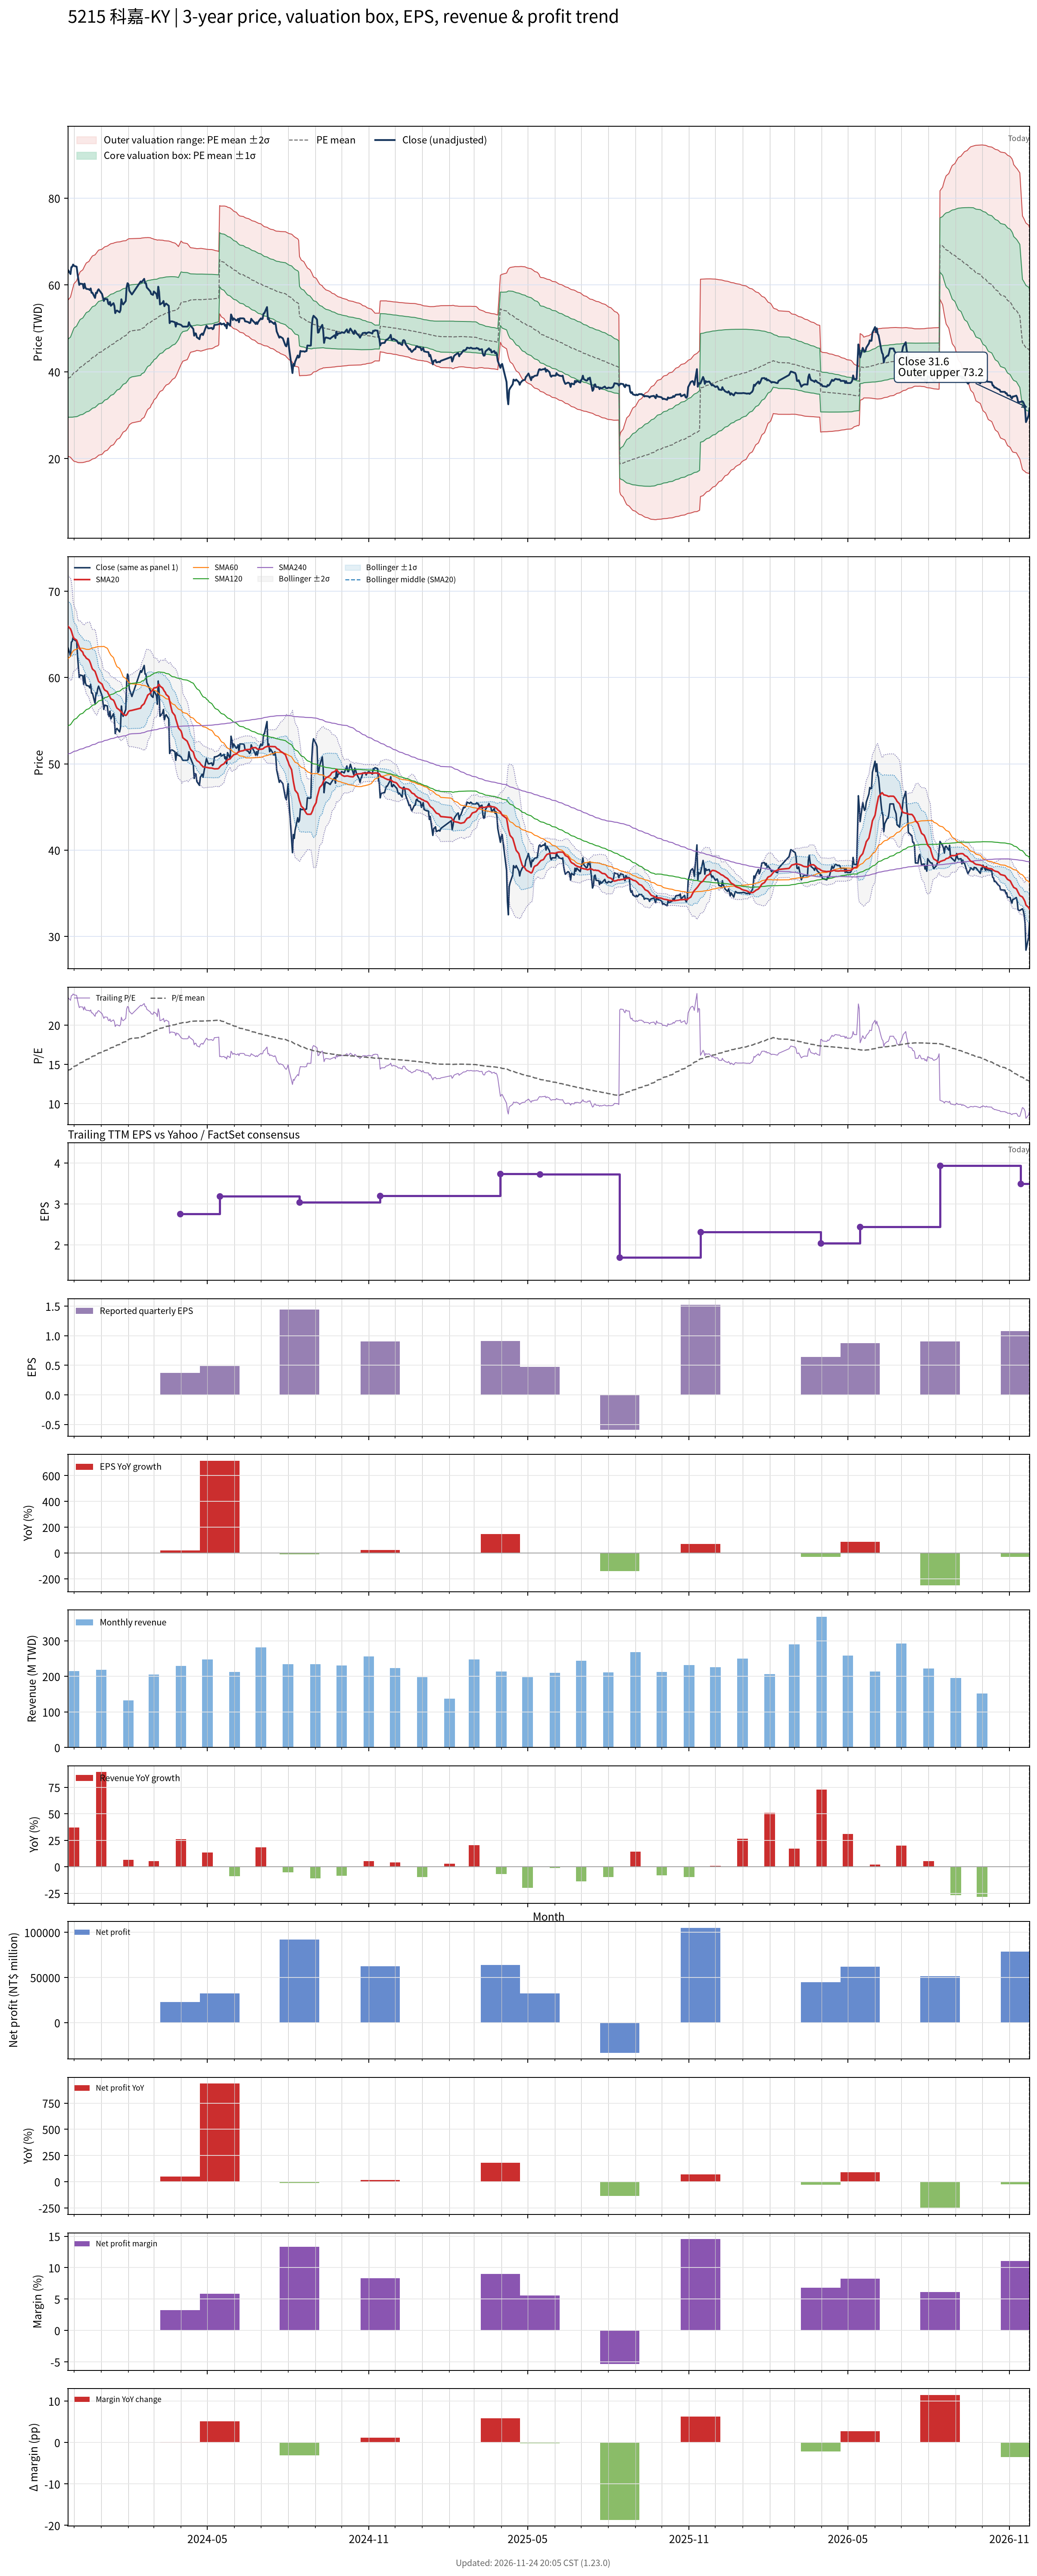 5215 科嘉-KY | 3-year price, valuation box, EPS, revenue & profit trend
Outer valuation range: PE mean ±2σ
Core valuation box: PE mean ±1σ
PE mean
Close (unadjusted)
Today
Price (TWD)
80
60
40
20
Close 31.6
Outer upper 73.2
Close (same as panel 1)
SMA20
SMA60
SMA120
SMA240
Bollinger ±2σ
Bollinger ±1σ
Bollinger middle (SMA20)
Price
70
60
50
40
30
Trailing P/E
P/E mean
P/E
20
15
10
Trailing TTM EPS vs Yahoo / FactSet consensus
Today
EPS
4
3
2
Reported quarterly EPS
EPS
1.5
1.0
0.5
0.0
-0.5
EPS YoY growth
YoY (%)
600
400
200
0
-200
Monthly revenue
Revenue (M TWD)
300
200
100
0
Revenue YoY growth
YoY (%)
75
50
25
0
-25
Month
Net profit
Net profit (NT$ million)
100000
50000
0
Net profit YoY
YoY (%)
750
500
250
0
-250
Net profit margin
Margin (%)
15
10
5
0
-5
Margin YoY change
Δ margin (pp)
10
0
-10
-20
2024-05
2024-11
2025-05
2025-11
2026-05
2026-11
Updated: 2026-11-24 20:05 CST (1.23.0)